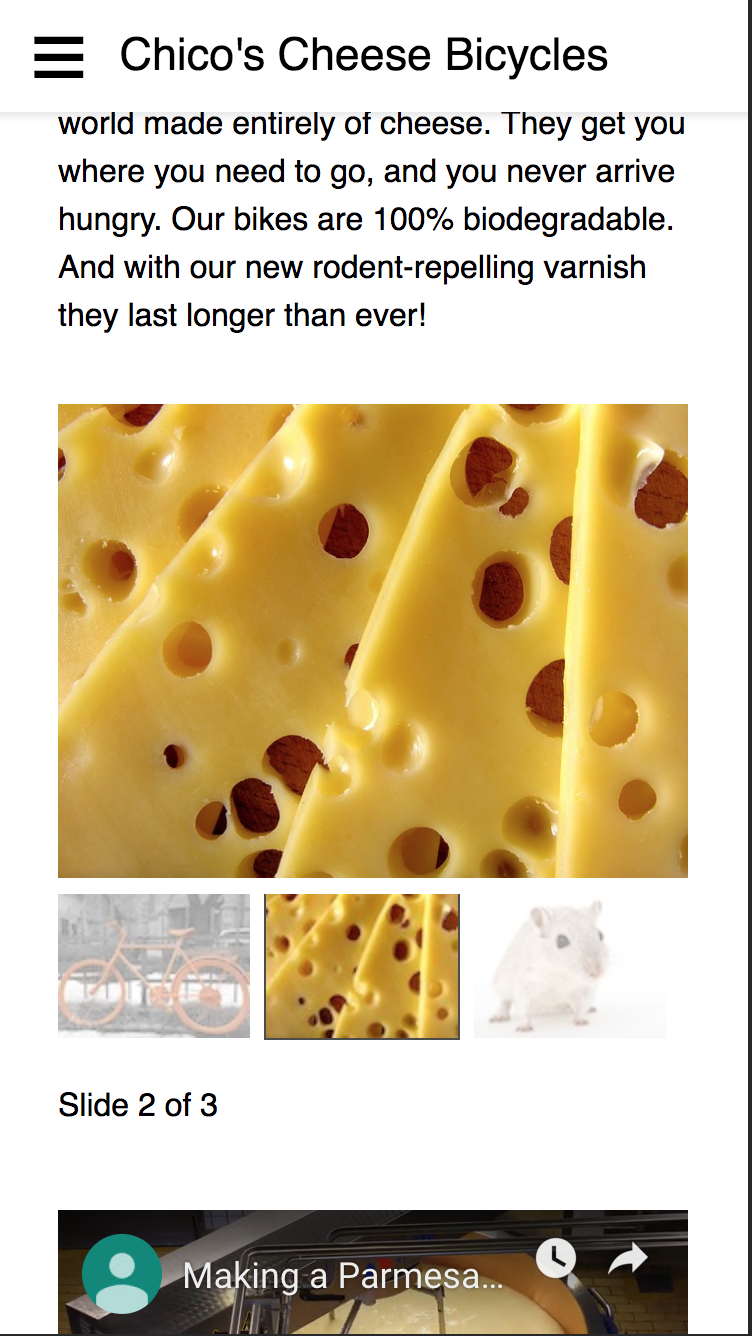 Chico's Cheese Bicycles
world made entirely of cheese. They get you
where you need to go, and you never arrive
hungry. Our bikes are 100% biodegradable.
And with our new rodent-repelling varnish
they last longer than ever!
Slide 2 of 3
Making a Parmesa...